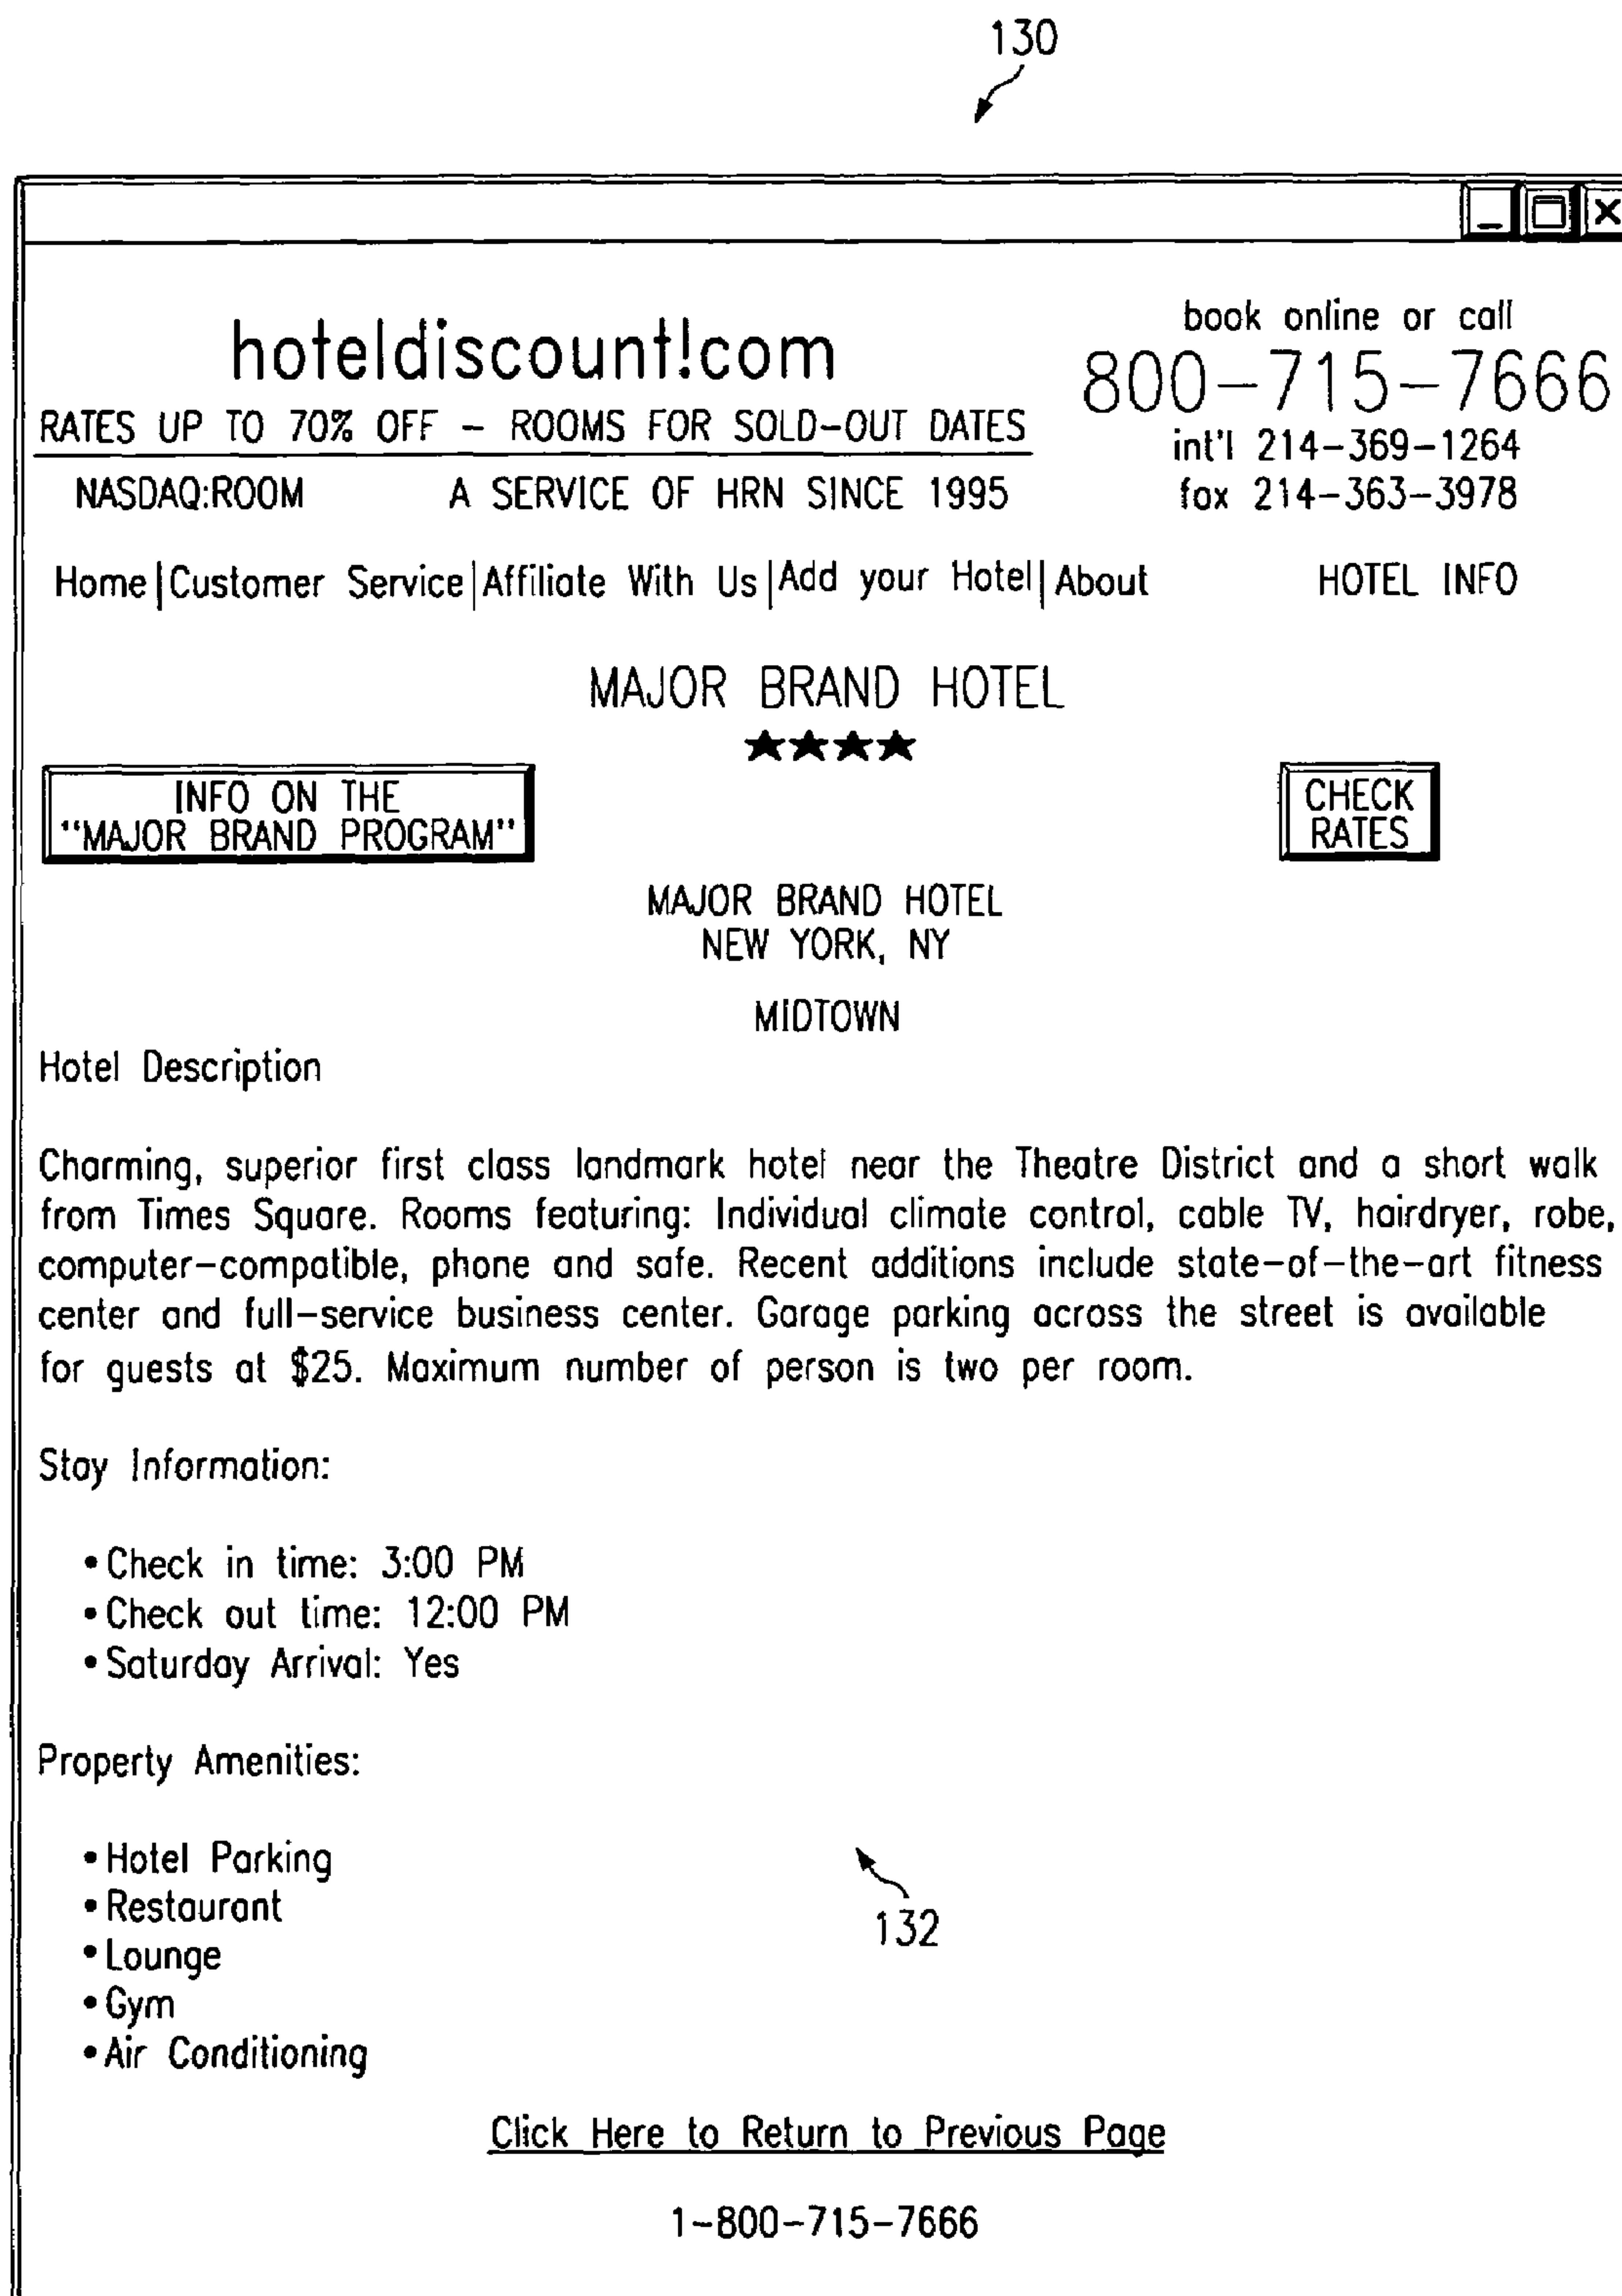 130
hoteldiscount!com
RATES UP TO 70% OFF – ROOMS FOR SOLD-OUT DATES
NASDAQ:ROOM A SERVICE OF HRN SINCE 1995
book online or call
800-715-7666
int'l 214-369-1264
fax 214-363-3978
Home|Customer Service|Affiliate With Us|Add your Hotel|About HOTEL INFO
MAJOR BRAND HOTEL
★★★★
INFO ON THE
"MAJOR BRAND PROGRAM"
CHECK
RATES
MAJOR BRAND HOTEL
NEW YORK, NY
MIDTOWN
Hotel Description
Charming, superior first class landmark hotel near the Theatre District and a short walk
from Times Square. Rooms featuring: Individual climate control, cable TV, hairdryer, robe,
computer-compatible, phone and safe. Recent additions include state-of-the-art fitness
center and full-service business center. Garage parking across the street is available
for guests at $25. Maximum number of person is two per room.
Stay Information:
•Check in time: 3:00 PM
•Check out time: 12:00 PM
•Saturday Arrival: Yes
Property Amenities:
•Hotel Parking
•Restaurant
•Lounge
•Gym
•Air Conditioning
132
Click Here to Return to Previous Page
1-800-715-7666